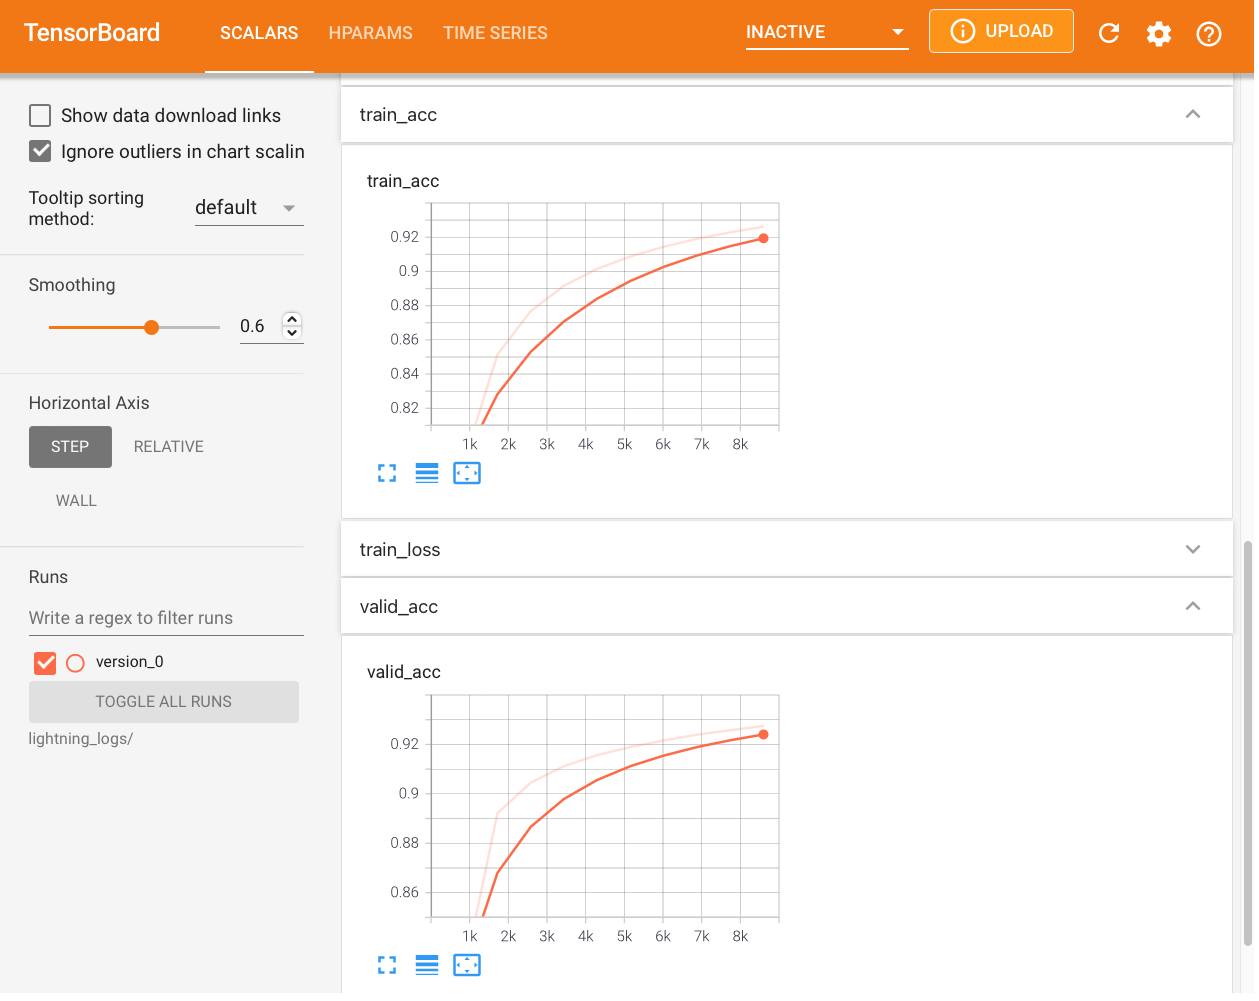 TensorBoard
SCALARS
HPARAMS
TIME SERIES
INACTIVE
UPLOAD
Show data download links
Ignore outliers in chart scalin
Tooltip sorting
method:
default
Smoothing
0.6
Horizontal Axis
STEP
RELATIVE
WALL
Runs
Write a regex to filter runs
version_0
TOGGLE ALL RUNS
lightning_logs/
train_acc
train_acc
0.92
0.9
0.88
0.86
0.84
0.82
1k 2k 3k 4k 5k 6k 7k 8k
train_loss
valid_acc
valid_acc
0.92
0.9
0.88
0.86
1k 2k 3k 4k 5k 6k 7k 8k